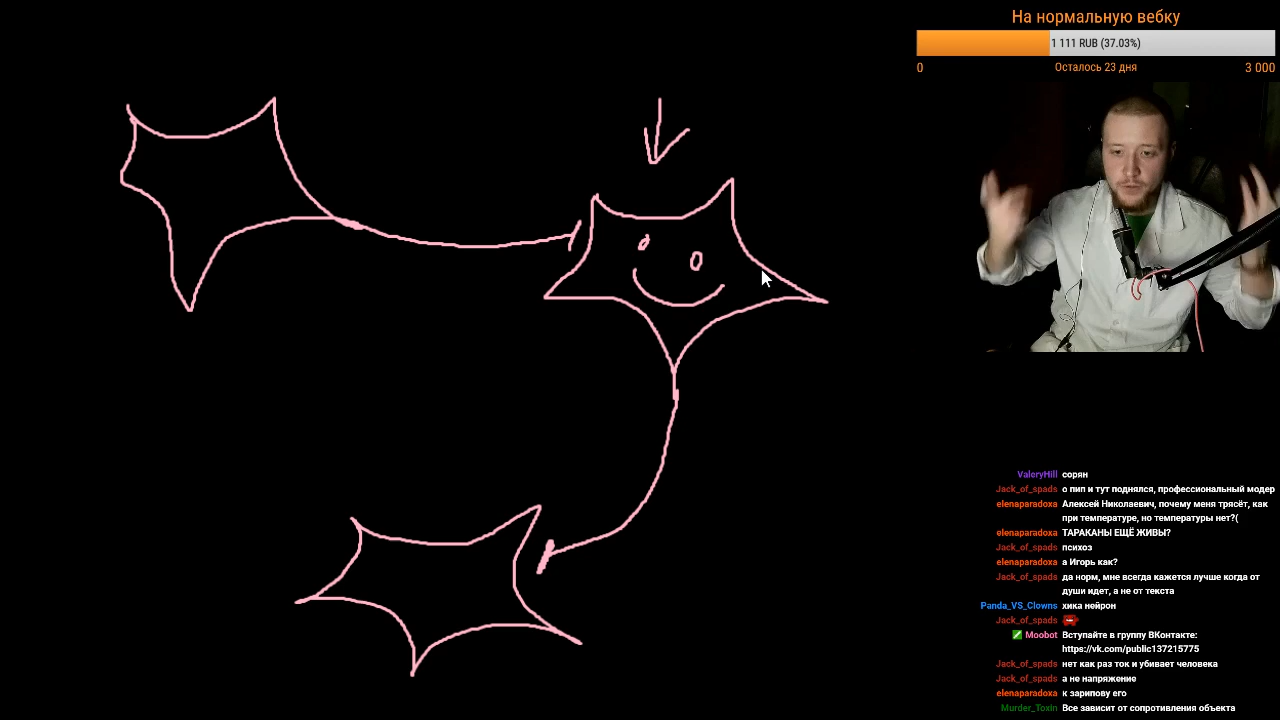 На нормальную вебку
1 111 RUB (37.03%)
0 Осталось 23 дня 3 000
ValeryHill сорян
Jack_of_spads о пип и тут поднялся, профессиональный модер
elenaparadoxa Алексей Николаевич, почему меня трясёт, как
при температуре, но температуры нет?(
elenaparadoxa ТАРАКАНЫ ЕЩЁ ЖИВЫ?
Jack_of_spads психоз
elenaparadoxa а Игорь как?
Jack_of_spads да норм, мне всегда кажется лучше когда от
души идет, а не от текста
Panda_VS_Clowns хика нейрон
Jack_of_spads
Moobot Вступайте в группу ВКонтакте:
https://vk.com/public137215775
Jack_of_spads нет как раз ток и убивает человека
Jack_of_spads а не напряжение
elenaparadoxa к зарипову его
Murder_Toxin Все зависит от сопротивления объекта